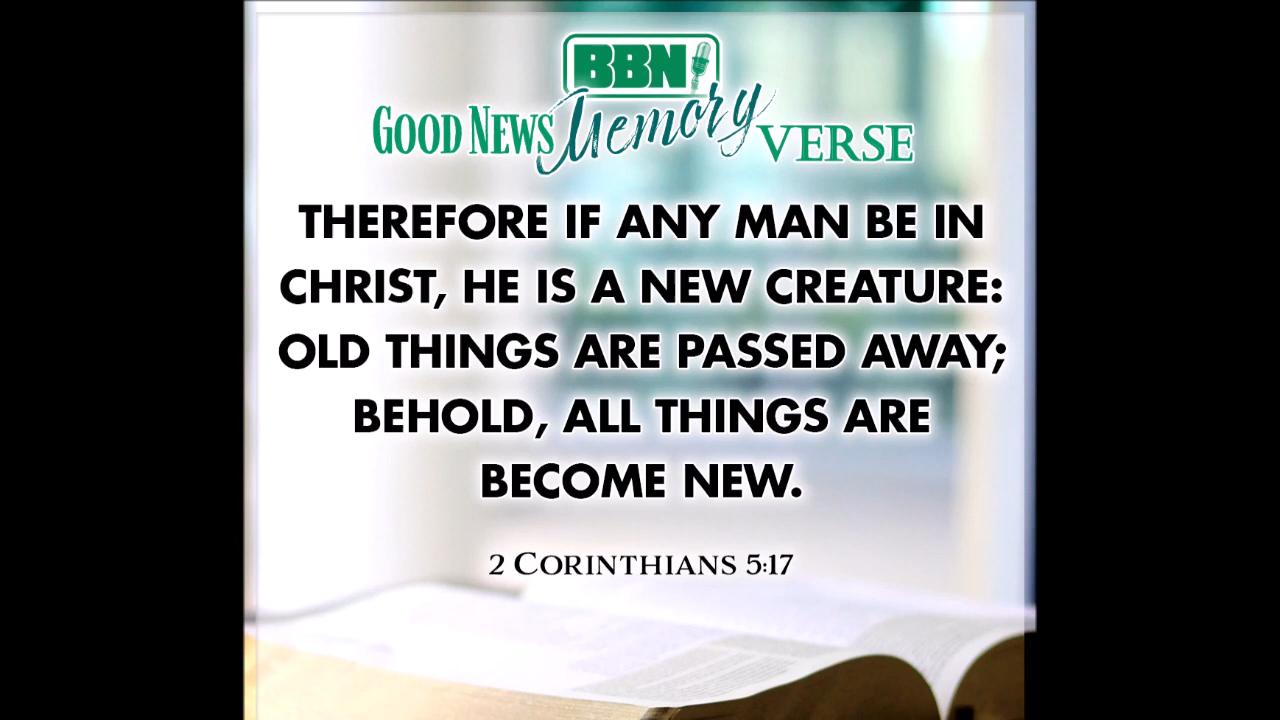 BBN
GOOD NEWS Memory VERSE
THEREFORE IF ANY MAN BE IN
CHRIST, HE IS A NEW CREATURE:
OLD THINGS ARE PASSED AWAY;
BEHOLD, ALL THINGS ARE
BECOME NEW.
2 CORINTHIANS 5:17